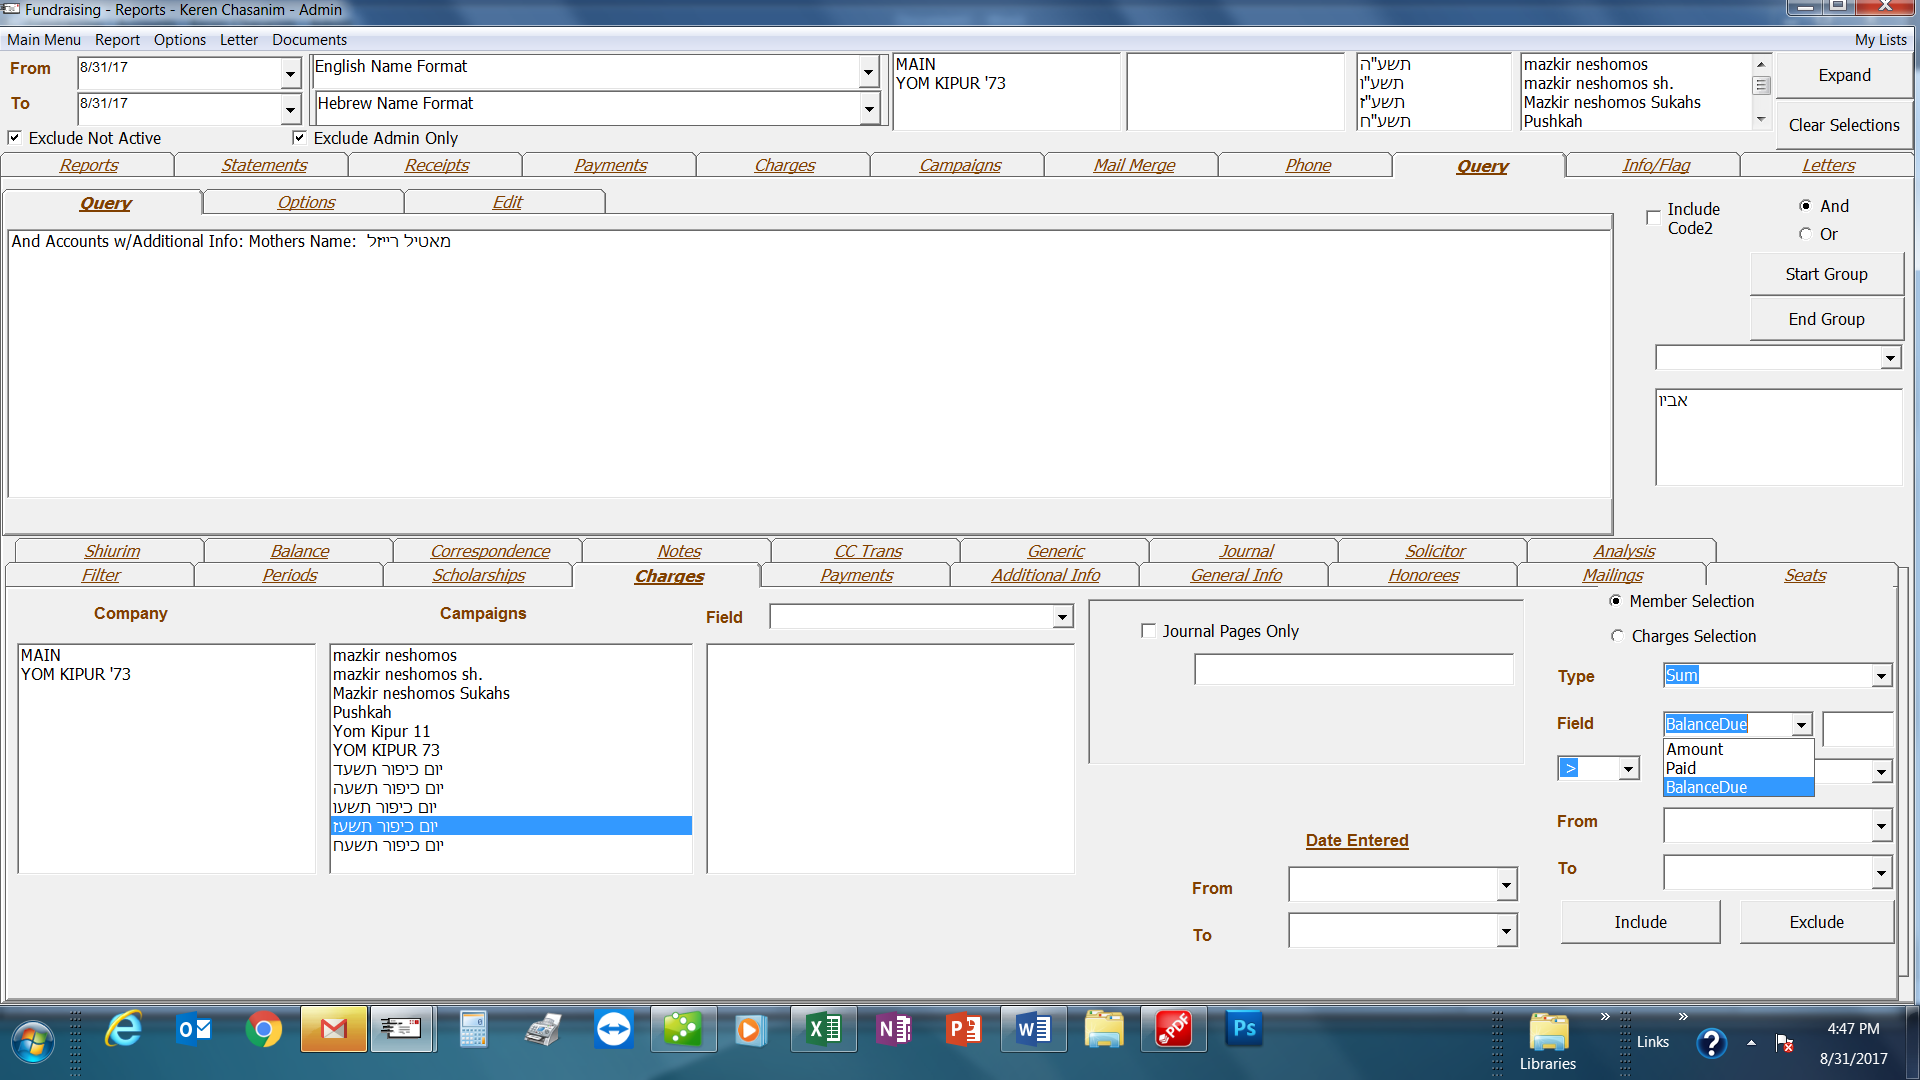 Fundraising - Reports - Keren Chasanim - Admin
Main Menu Report Options Letter Documents My Lists
From 8/31/17 English Name Format
To 8/31/17 Hebrew Name Format
MAIN
YOM KIPUR '73
תשע"ה
תשע"ו
תשע"ז
תשע"ח
mazkir neshomos
mazkir neshomos sh.
Mazkir neshomos Sukahs
Pushkah
Expand
Clear Selections
Exclude Not Active Exclude Admin Only
Reports Statements Receipts Payments Charges Campaigns Mail Merge Phone Query Info/Flag Letters
Query Options Edit
And Accounts w/Additional Info: Mothers Name: מאטיל רייזל
Include
Code2
And
Or
Start Group
End Group
אביו
Shiurim Balance Correspondence Notes CC Trans Generic Journal Solicitor Analysis
Filter Periods Scholarships Charges Payments Additional Info General Info Honorees Mailings Seats
Company
MAIN
YOM KIPUR '73
Campaigns
mazkir neshomos
mazkir neshomos sh.
Mazkir neshomos Sukahs
Pushkah
Yom Kipur 11
YOM KIPUR 73
יום כיפור תשעד
יום כיפור תשעה
יום כיפור תשעו
יום כיפור תשעז
יום כיפור תשעח
Field
Journal Pages Only
Date Entered
From
To
Member Selection
Charges Selection
Type Sum
Field BalanceDue
Amount
Paid
BalanceDue
>
From
To
Include Exclude
Libraries
Links
4:47 PM
8/31/2017